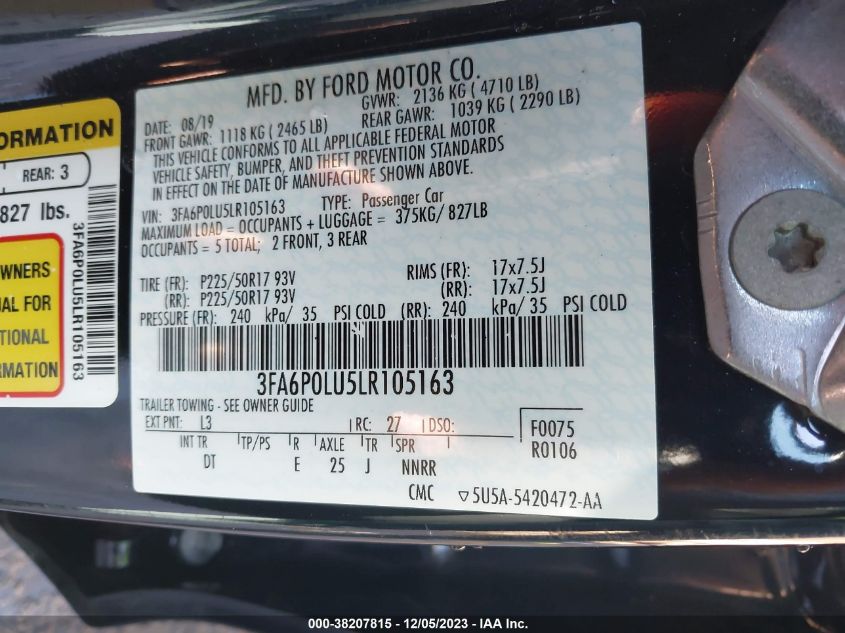 MFD. BY FORD MOTOR CO.
DATE: 08/19
GVWR: 2136 KG ( 4710 LB)
FRONT GAWR: 1118 KG ( 2465 LB)
REAR GAWR: 1039 KG ( 2290 LB)
THIS VEHICLE CONFORMS TO ALL APPLICABLE FEDERAL MOTOR
VEHICLE SAFETY, BUMPER, AND THEFT PREVENTION STANDARDS
IN EFFECT ON THE DATE OF MANUFACTURE SHOWN ABOVE.
VIN: 3FA6P0LU5LR105163 TYPE: Passenger Car
MAXIMUM LOAD = OCCUPANTS + LUGGAGE = 375KG/ 827LB
OCCUPANTS = 5 TOTAL; 2 FRONT, 3 REAR
TIRE (FR): P225/50R17 93V RIMS (FR): 17x7.5J
(RR): P225/50R17 93V (RR): 17x7.5J
PRESSURE (FR): 240 kPa/ 35 PSI COLD (RR): 240 kPa/ 35 PSI COLD
3FA6P0LU5LR105163
TRAILER TOWING - SEE OWNER GUIDE
EXT PNT: L3 RC: 27 DSO:
F0075
R0106
INT TR TP/PS R AXLE TR SPR
DT E 25 J NNRR
CMC 5U5A-5420472-AA
ORMATION
REAR: 3
827 lbs.
3FA6P0LU5LR105163
OWNERS
UAL FOR
TIONAL
RMATION
000-38207815 - 12/05/2023 - IAA Inc.